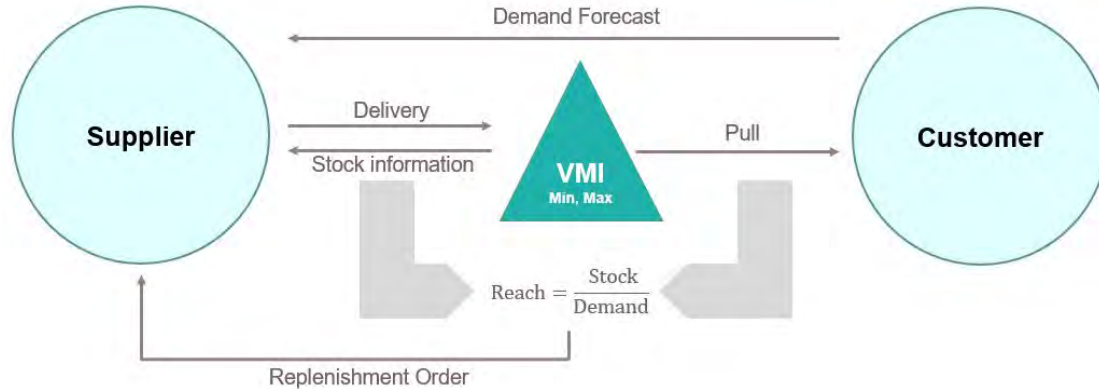 Demand Forecast
Supplier
Delivery
Stock information
VMI
Min, Max
Pull
Customer
Reach = Stock / Demand
Replenishment Order